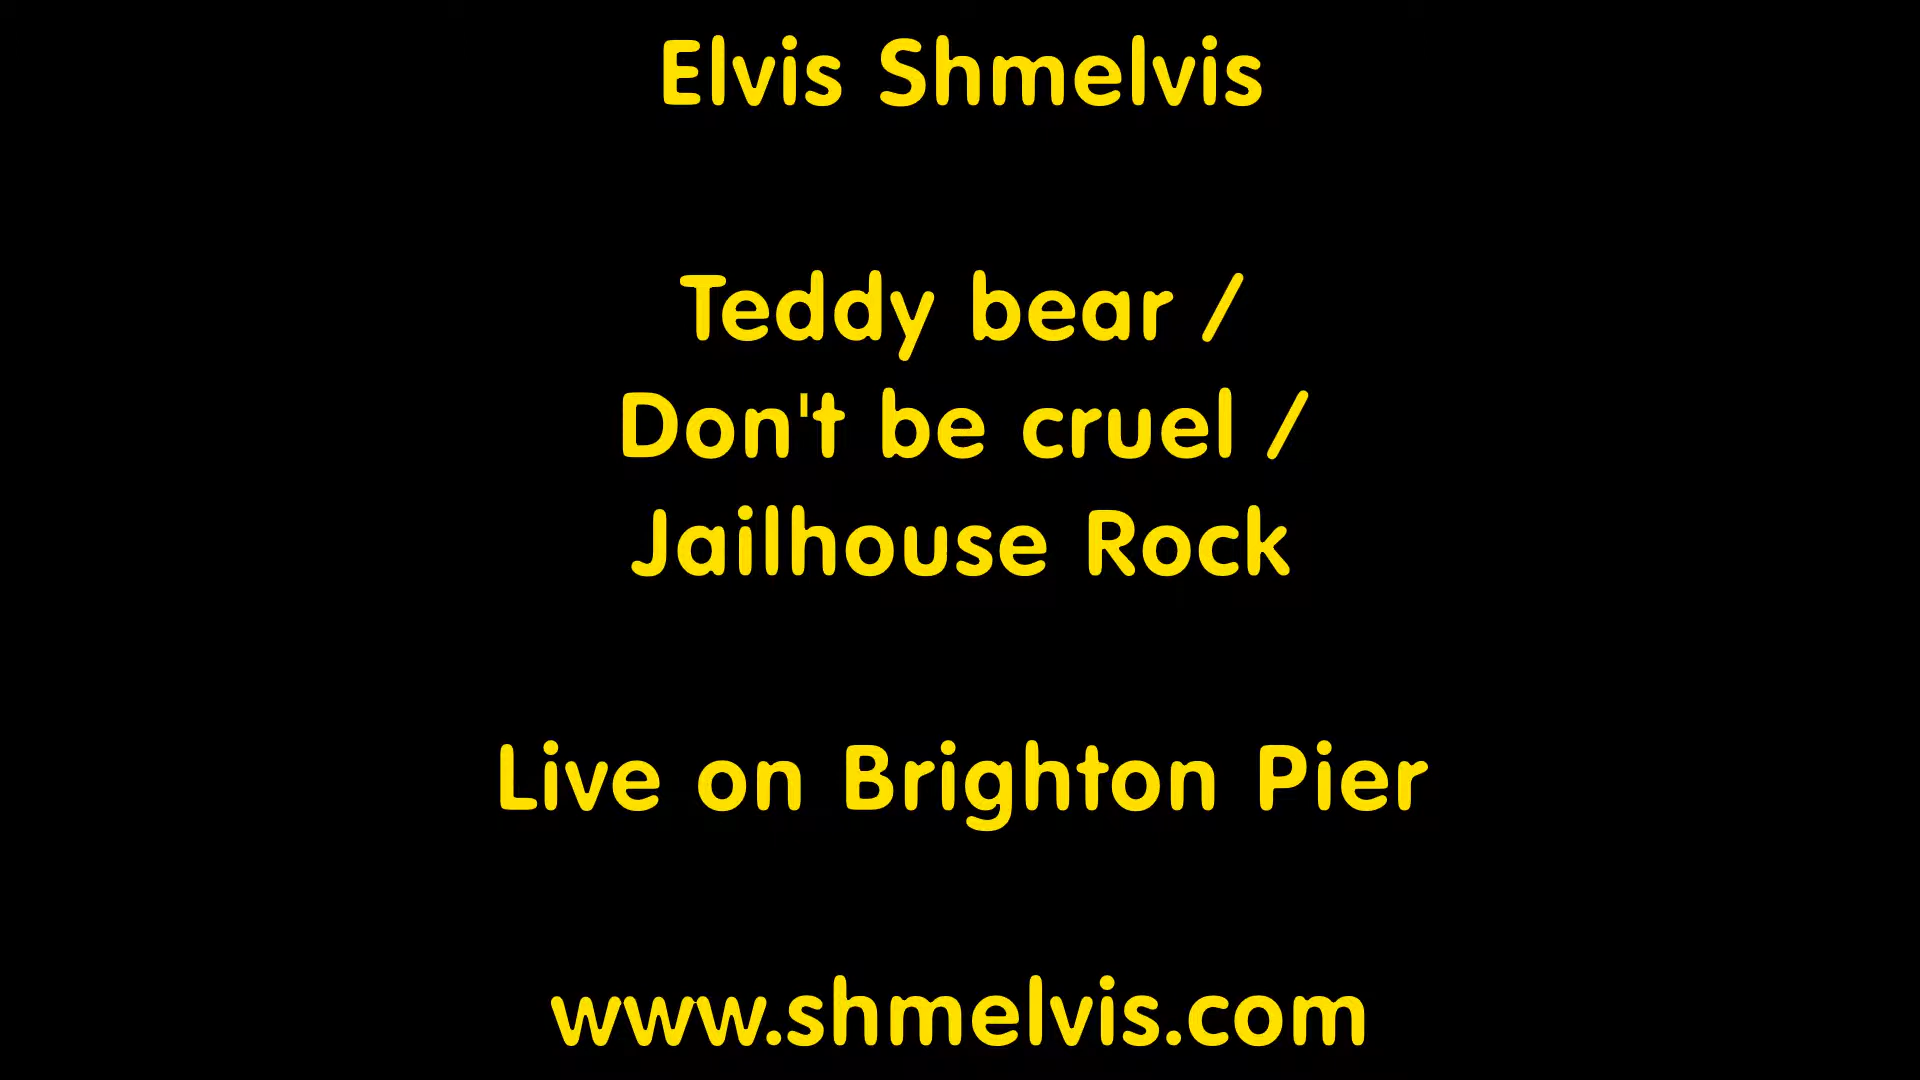 Elvis Shmelvis
Teddy bear /
Don't be cruel /
Jailhouse Rock
Live on Brighton Pier
www.shmelvis.com